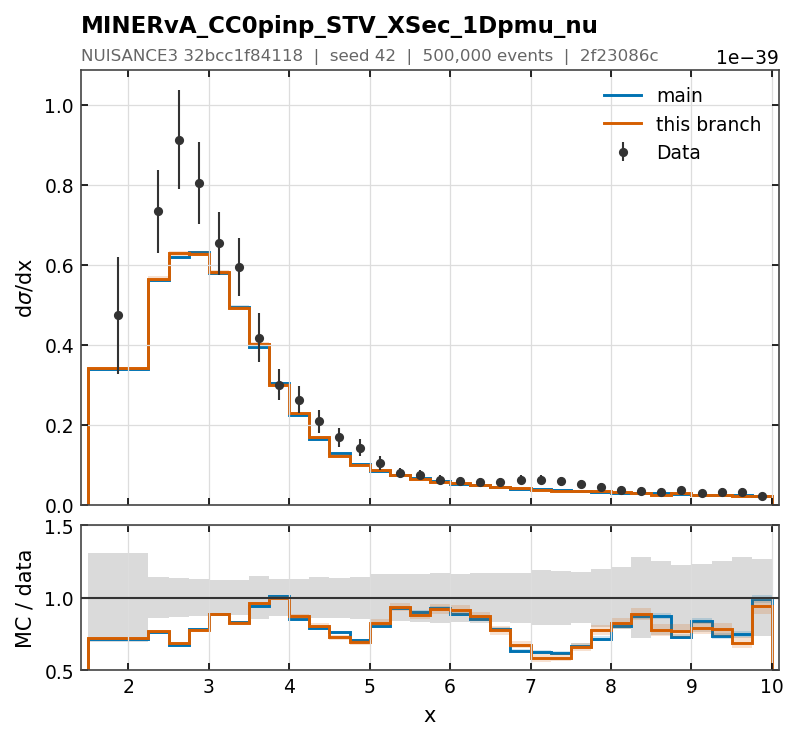 MINERvA_CC0pinp_STV_XSec_1Dpmu_nu
NUISANCE3 32bcc1f84118 | seed 42 | 500,000 events | 2f23086c
1e−39
main
this branch
Data
dσ/dx
1.0
0.8
0.6
0.4
0.2
0.0
MC / data
1.5
1.0
0.5
2 3 4 5 6 7 8 9 10
x